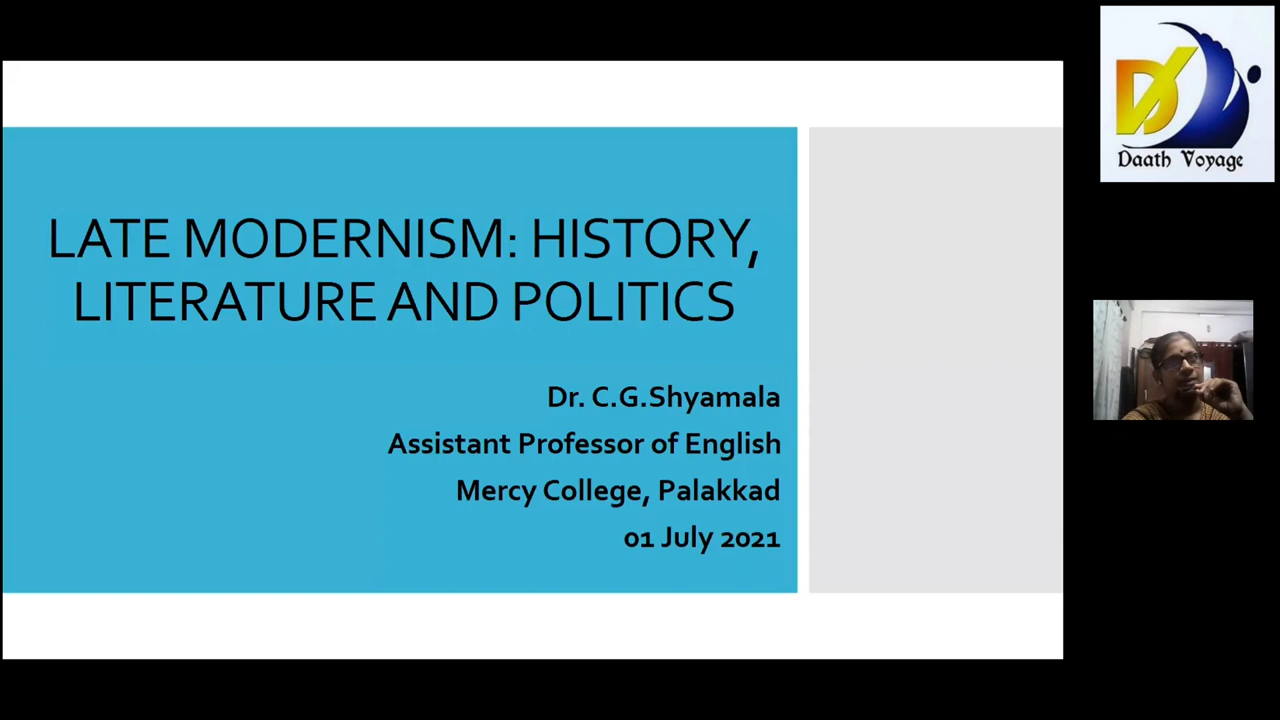 LATE MODERNISM: HISTORY,
LITERATURE AND POLITICS
Dr. C.G.Shyamala
Assistant Professor of English
Mercy College, Palakkad
01 July 2021
DV
Daath Voyage